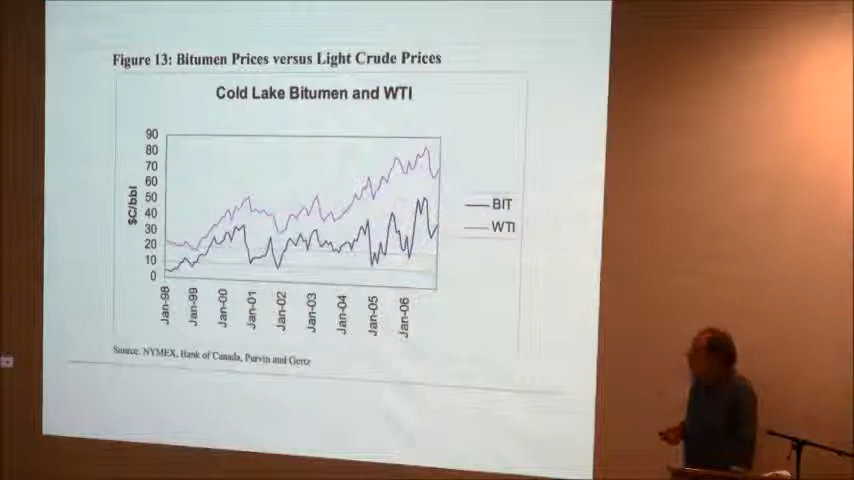 Figure 13: Bitumen Prices versus Light Crude Prices
Cold Lake Bitumen and WTI
90
80
70
60
50
40
30
20
10
0
$C/bbl
Jan-98
Jan-99
Jan-00
Jan-01
Jan-02
Jan-03
Jan-04
Jan-05
Jan-06
BIT
WTI
Source: NYMEX, Bank of Canada, Purvin and Gertz